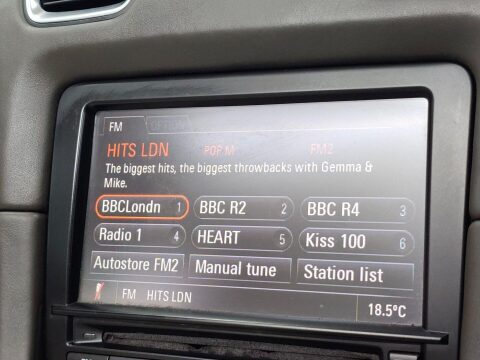 FM OPTION
HITS LDN POP M FM2
The biggest hits, the biggest throwbacks with Gemma &
Mike.
BBCLondn 1 BBC R2 2 BBC R4 3
Radio 1 4 HEART 5 Kiss 100 6
Autostore FM2 Manual tune Station list
FM HITS LDN
18.5°C